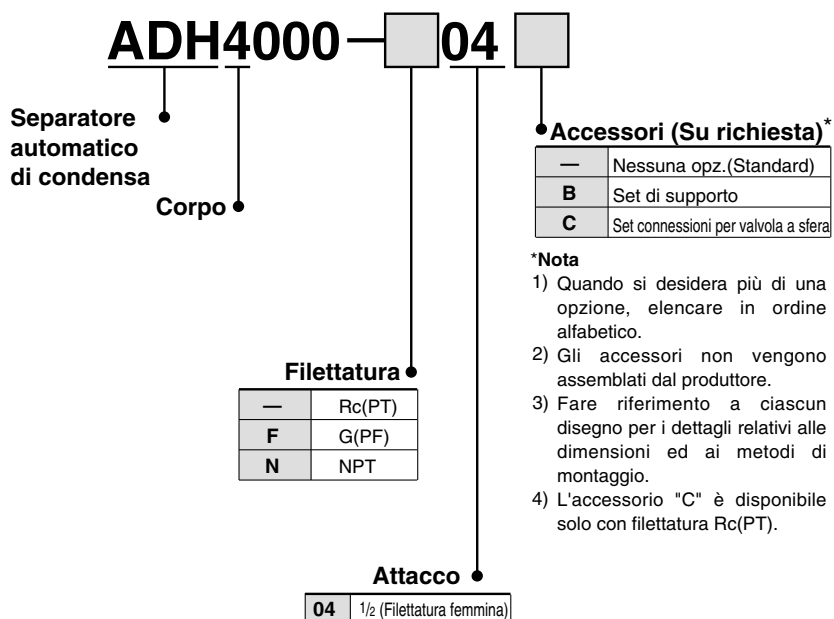 ADH4000-04
Separatore
automatico
di condensa
Corpo
Accessori (Su richiesta)*
— Nessuna opz.(Standard)
B Set di supporto
C Set connessioni per valvola a sfera
*Nota
1) Quando si desidera più di una
opzione, elencare in ordine
alfabetico.
2) Gli accessori non vengono
assemblati dal produttore.
3) Fare riferimento a ciascun
disegno per i dettagli relativi alle
dimensioni ed ai metodi di
montaggio.
4) L'accessorio "C" è disponibile
solo con filettatura Rc(PT).
Filettatura
— Rc(PT)
F G(PF)
N NPT
Attacco
04 1/2 (Filettatura femmina)